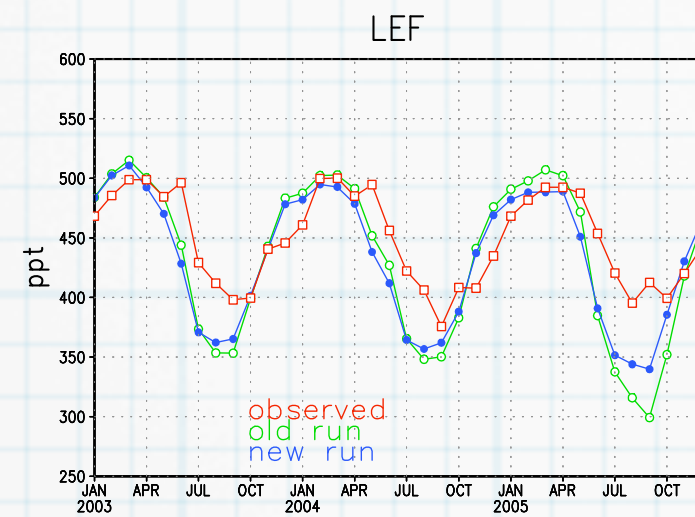 LEF
ppt
600
550
500
450
400
350
300
250
observed
old run
new run
JAN APR JUL OCT JAN APR JUL OCT JAN APR JUL OCT
2003 2004 2005